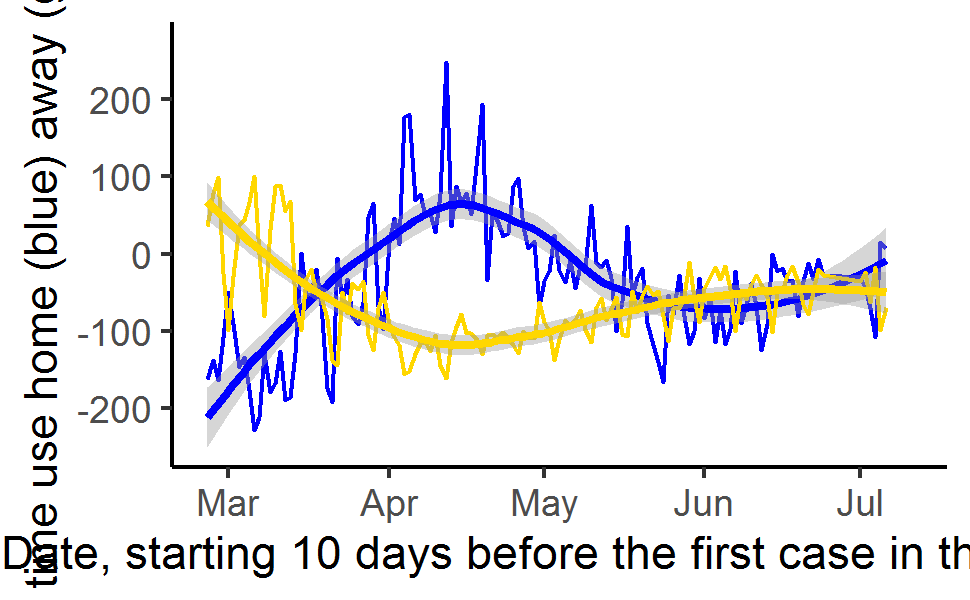 time use home (blue) away (
200
100
0
-100
-200
Mar Apr May Jun Jul
Date, starting 10 days before the first case in th